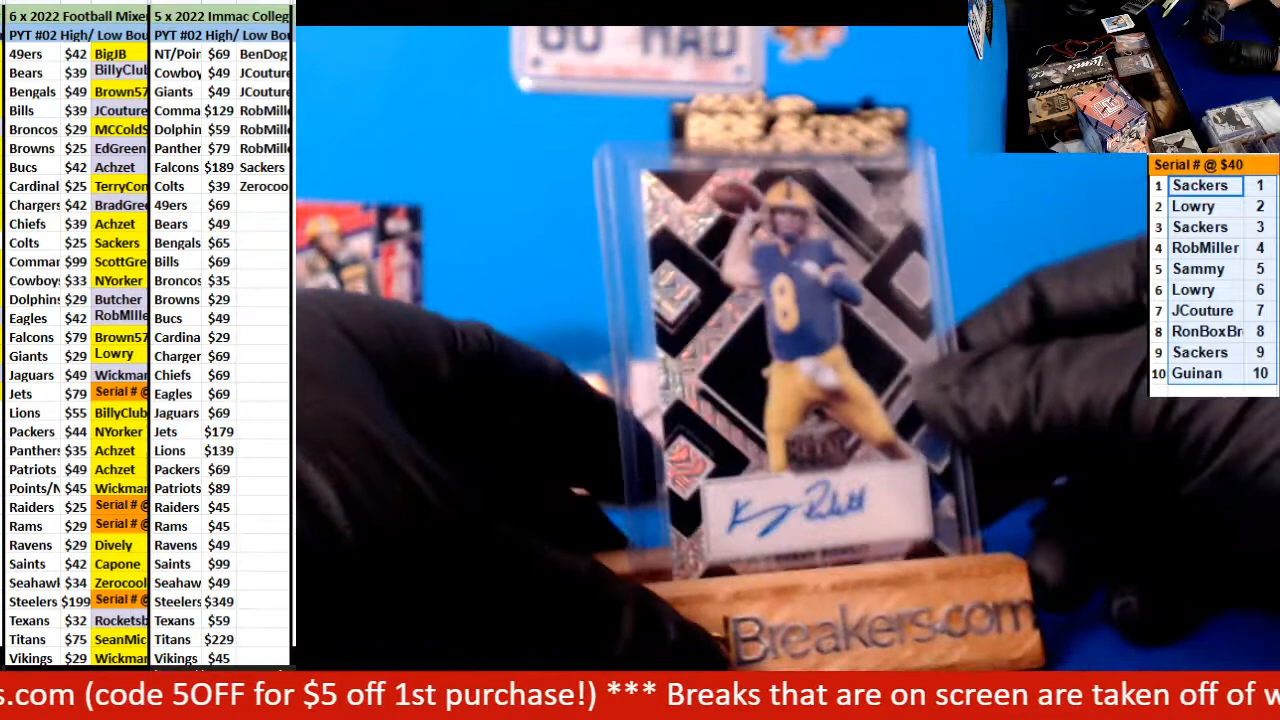 6 x 2022 Football Mixe
PYT #02 High/ Low Bou
49ers $42 BigJB
Bears $39 BillyClub
Bengals $49 Brown57
Bills $39 JCouture
Broncos $29 MCColdS
Browns $25 EdGreen
Bucs $42 Achzet
Cardinal $25 TerryCon
Chargers $42 BradGree
Chiefs $39 Achzet
Colts $25 Sackers
Commar $99 ScottGre
Cowboys $33 NYorker
Dolphins $29 Butcher
Eagles $42 RobMIlle
Falcons $79 Brown57
Giants $29 Lowry
Jaguars $49 Wickmar
Jets $79 Serial # @
Lions $55 BillyClub
Packers $44 NYorker
Panthers $35 Achzet
Patriots $49 Achzet
Points/N $45 Wickmar
Raiders $25 Serial # @
Rams $29 Serial # @
Ravens $29 Dively
Saints $42 Capone
Seahawl $34 Zerocool
Steelers $199 Serial # @
Texans $32 Rocketsb
Titans $75 SeanMic
Vikings $29 Wickmar
5 x 2022 Immac Colleg
PYT #02 High/ Low Bou
NT/Poin $69 BenDog
Cowboy $49 JCouture
Giants $49 JCouture
Comma $129 RobMill
Dolphin $59 RobMill
Panther $79 RobMill
Falcons $189 Sackers
Colts $39 Zerocoo
49ers $69
Bears $49
Bengals $65
Bills $69
Broncos $35
Browns $29
Bucs $49
Cardina $29
Charger $69
Chiefs $69
Eagles $69
Jaguars $69
Jets $179
Lions $139
Packers $69
Patriots $89
Raiders $45
Rams $45
Ravens $49
Saints $99
Seahaw $49
Steelers $349
Texans $59
Titans $229
Vikings $45
GO MAD
8
Breakers.com
Serial # @ $40
1 Sackers 1
2 Lowry 2
3 Sackers 3
4 RobMiller 4
5 Sammy 5
6 Lowry 6
7 JCouture 7
8 RonBoxBr 8
9 Sackers 9
10 Guinan 10
s.com (code 5OFF for $5 off 1st purchase!) *** Breaks that are on screen are taken off of w